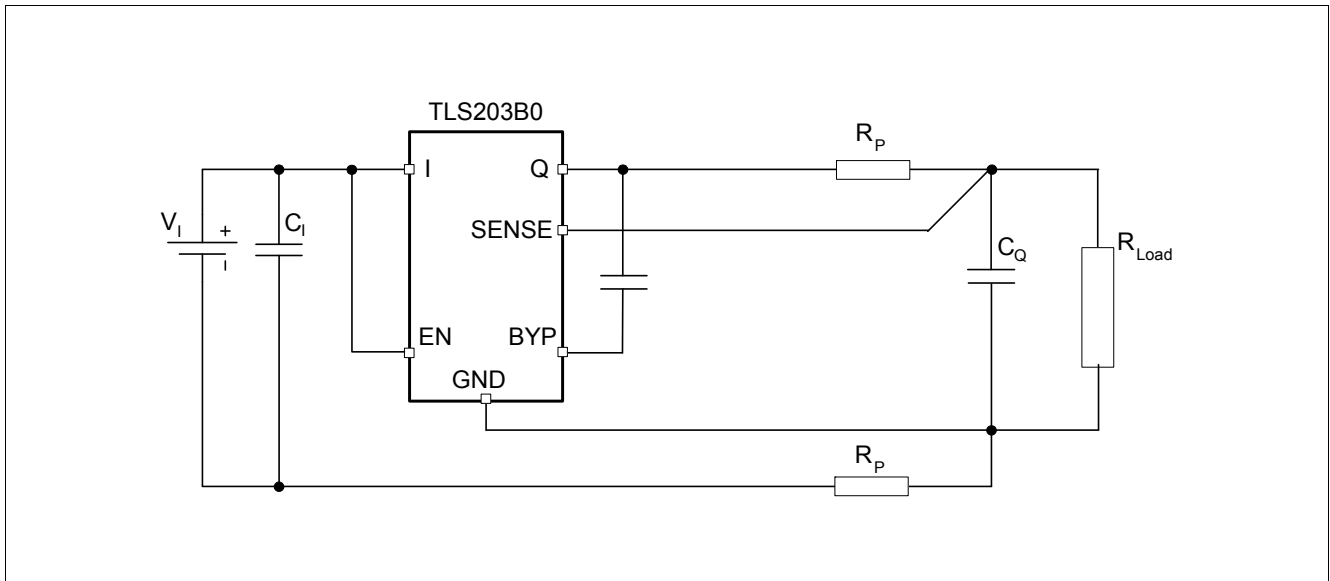 TLS203B0
R_P
I
Q
V_I
+
C_I
SENSE
C_Q
R_Load
EN
BYP
GND
R_P